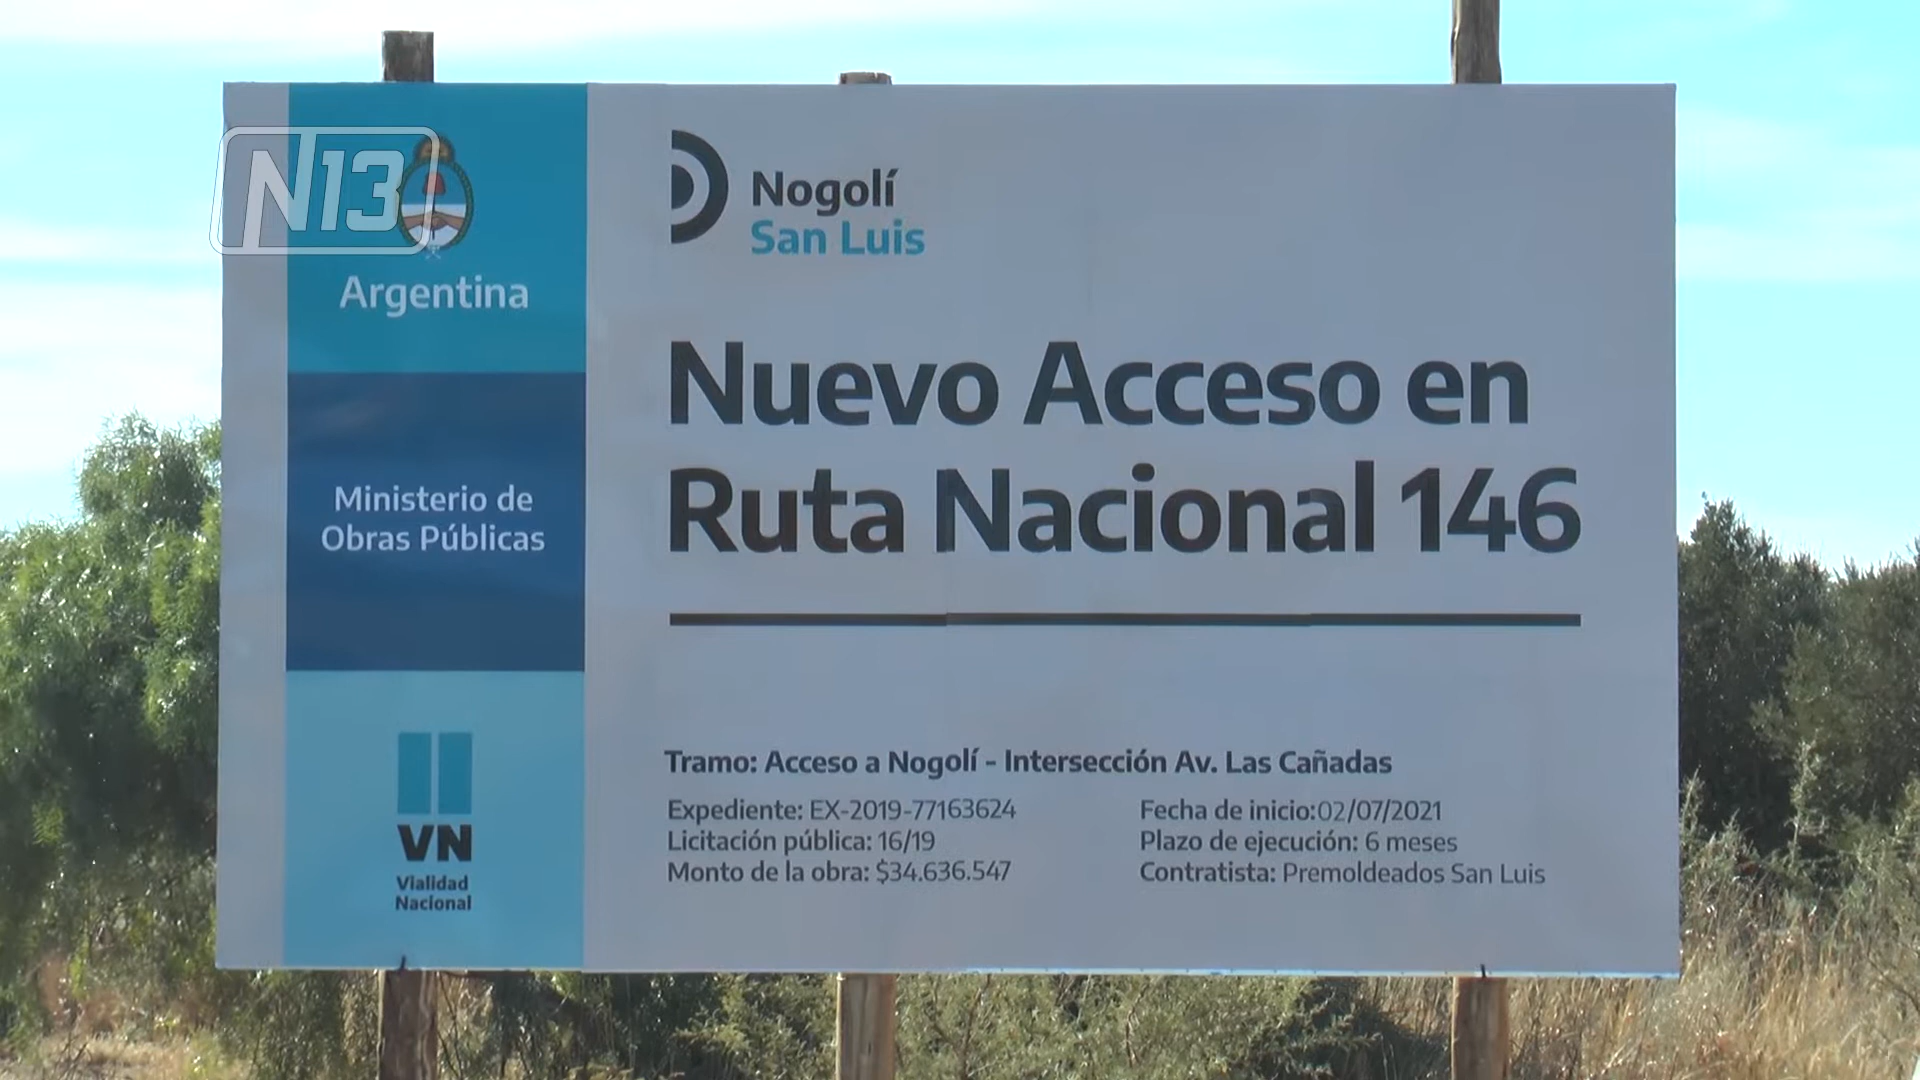 N13
Argentina
Ministerio de
Obras Públicas
VN
Vialidad
Nacional
Nogolí
San Luis
Nuevo Acceso en
Ruta Nacional 146
Tramo: Acceso a Nogolí - Intersección Av. Las Cañadas
Expediente: EX-2019-77163624
Licitación pública: 16/19
Monto de la obra: $34.636.547
Fecha de inicio:02/07/2021
Plazo de ejecución: 6 meses
Contratista: Premoldeados San Luis